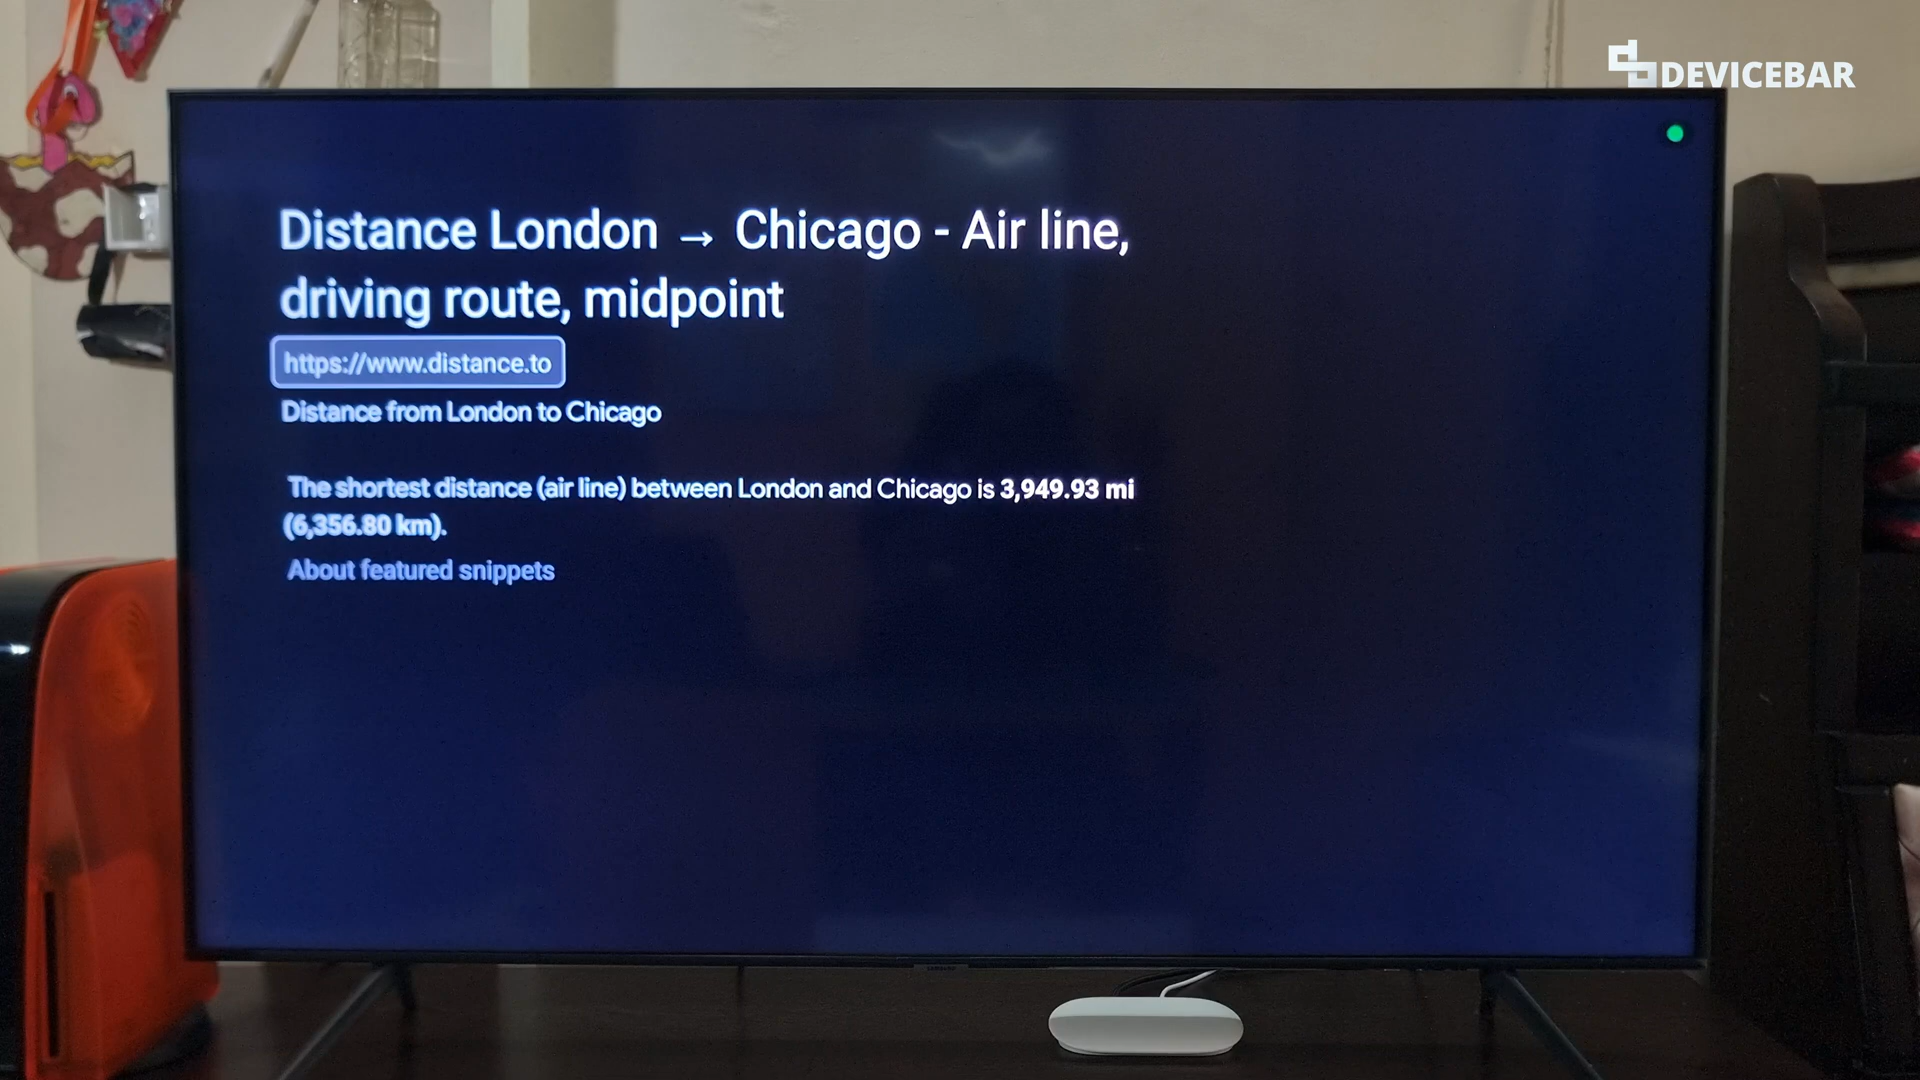 DEVICEBAR
Distance London → Chicago - Air line,
driving route, midpoint
https://www.distance.to
Distance from London to Chicago
The shortest distance (air line) between London and Chicago is 3,949.93 mi
(6,356.80 km).
About featured snippets
SAMSUNG